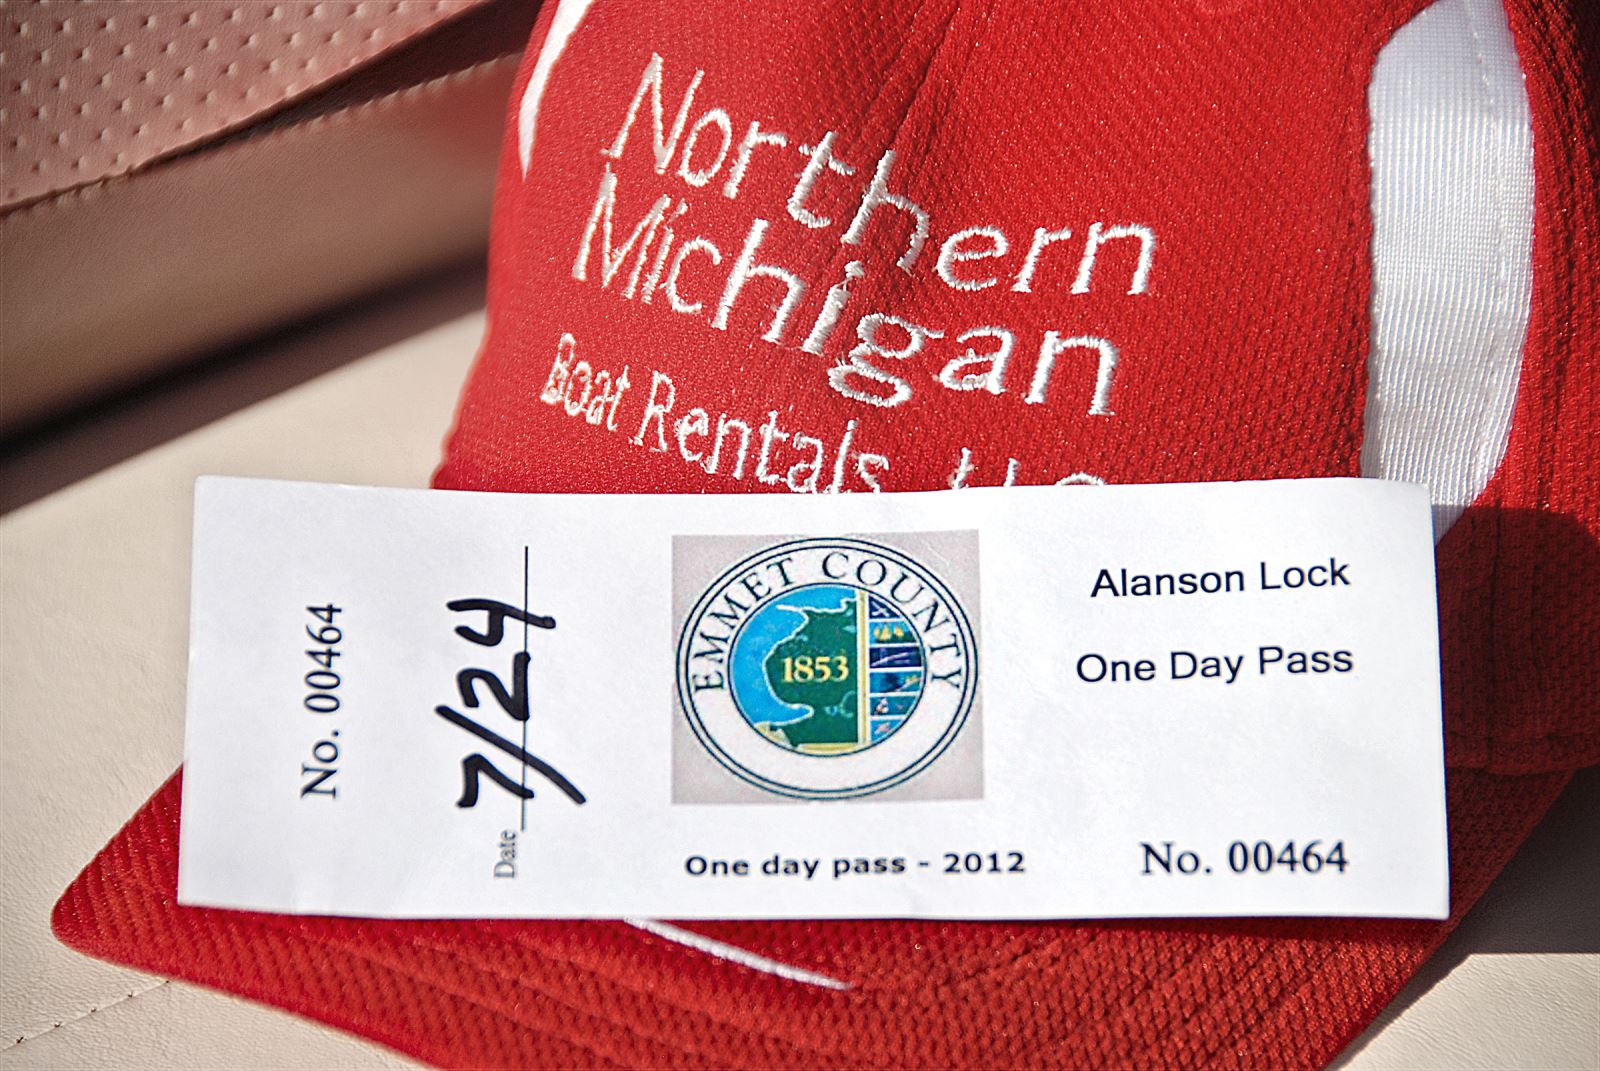 Northern
Michigan
Boat Rentals
No. 00464
Date 7/24
EMMET COUNTY
1853
One day pass - 2012
Alanson Lock
One Day Pass
No. 00464